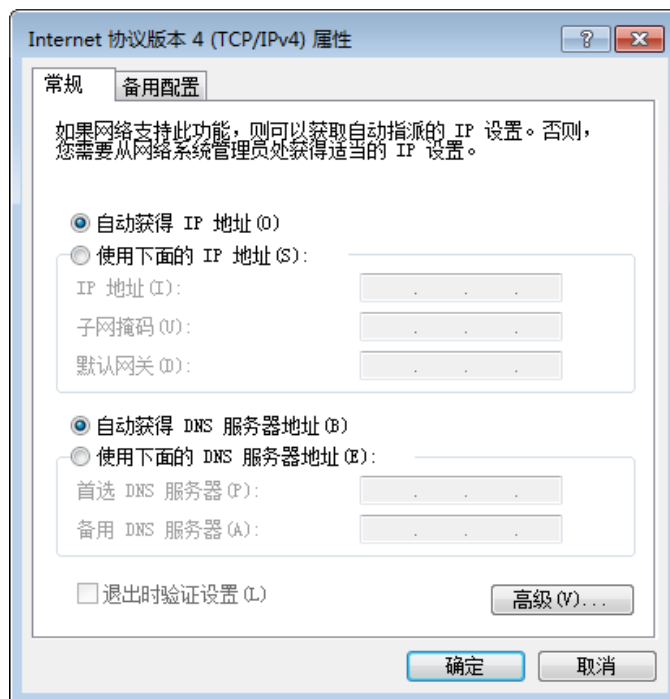 Internet 协议版本 4 (TCP/IPv4) 属性
常规
备用配置
如果网络支持此功能，则可以获取自动指派的 IP 设置。否则，
您需要从网络系统管理员处获得适当的 IP 设置。
自动获得 IP 地址(O)
使用下面的 IP 地址(S):
IP 地址(I):
子网掩码(U):
默认网关(D):
自动获得 DNS 服务器地址(B)
使用下面的 DNS 服务器地址(E):
首选 DNS 服务器(P):
备用 DNS 服务器(A):
退出时验证设置(L)
高级(V)...
确定
取消